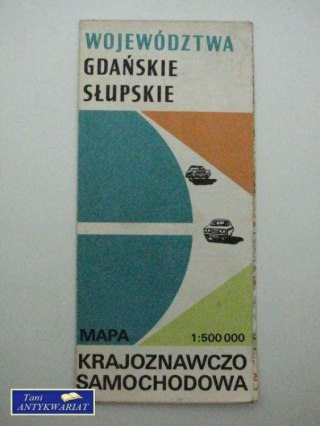 WOJEWÓDZTWA
GDAŃSKIE
SŁUPSKIE
MAPA 1:500 000
KRAJOZNAWCZO
SAMOCHODOWA
Tani
ANTYKWARIAT